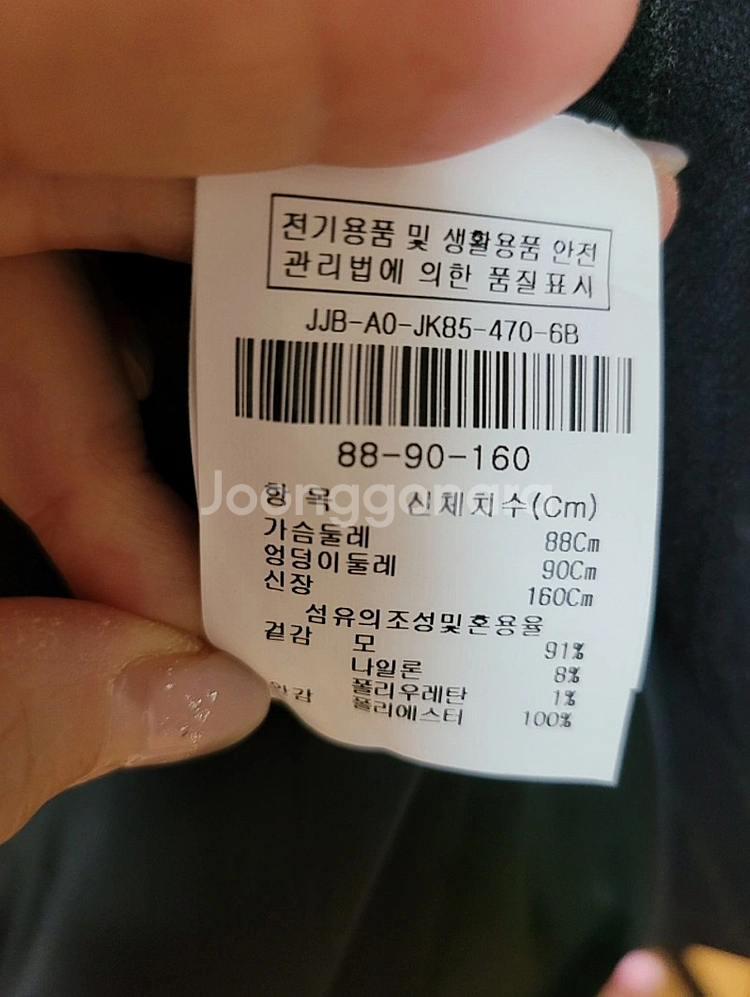 전기용품 및 생활용품 안전
관리법에 의한 품질표시
JJB-AO-JK85-470-6B
88-90-160
Joonggonara
항 목 신체치수(Cm)
가슴둘레 88Cm
엉덩이둘레 90Cm
신장 160Cm
섬유의조성및혼용율
겉감 모 91%
나일론 8%
폴리우레탄 1%
안감 폴리에스터 100%